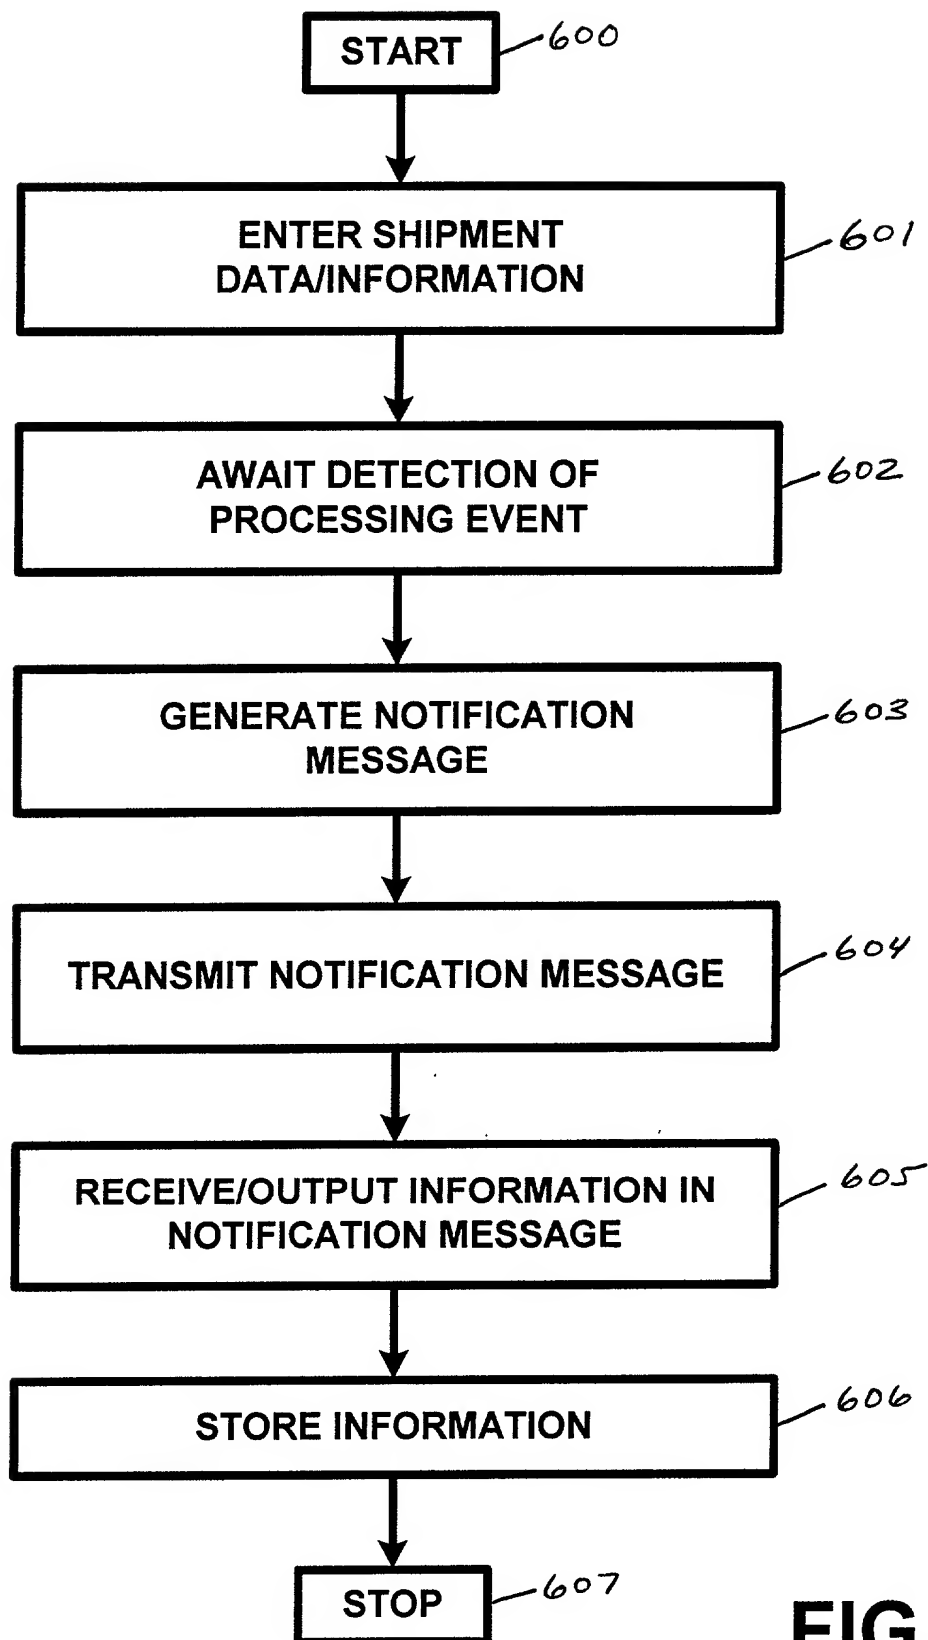 START
600
ENTER SHIPMENT
DATA/INFORMATION
601
AWAIT DETECTION OF
PROCESSING EVENT
602
GENERATE NOTIFICATION
MESSAGE
603
TRANSMIT NOTIFICATION MESSAGE
604
RECEIVE/OUTPUT INFORMATION IN
NOTIFICATION MESSAGE
605
STORE INFORMATION
606
STOP
607
FIG